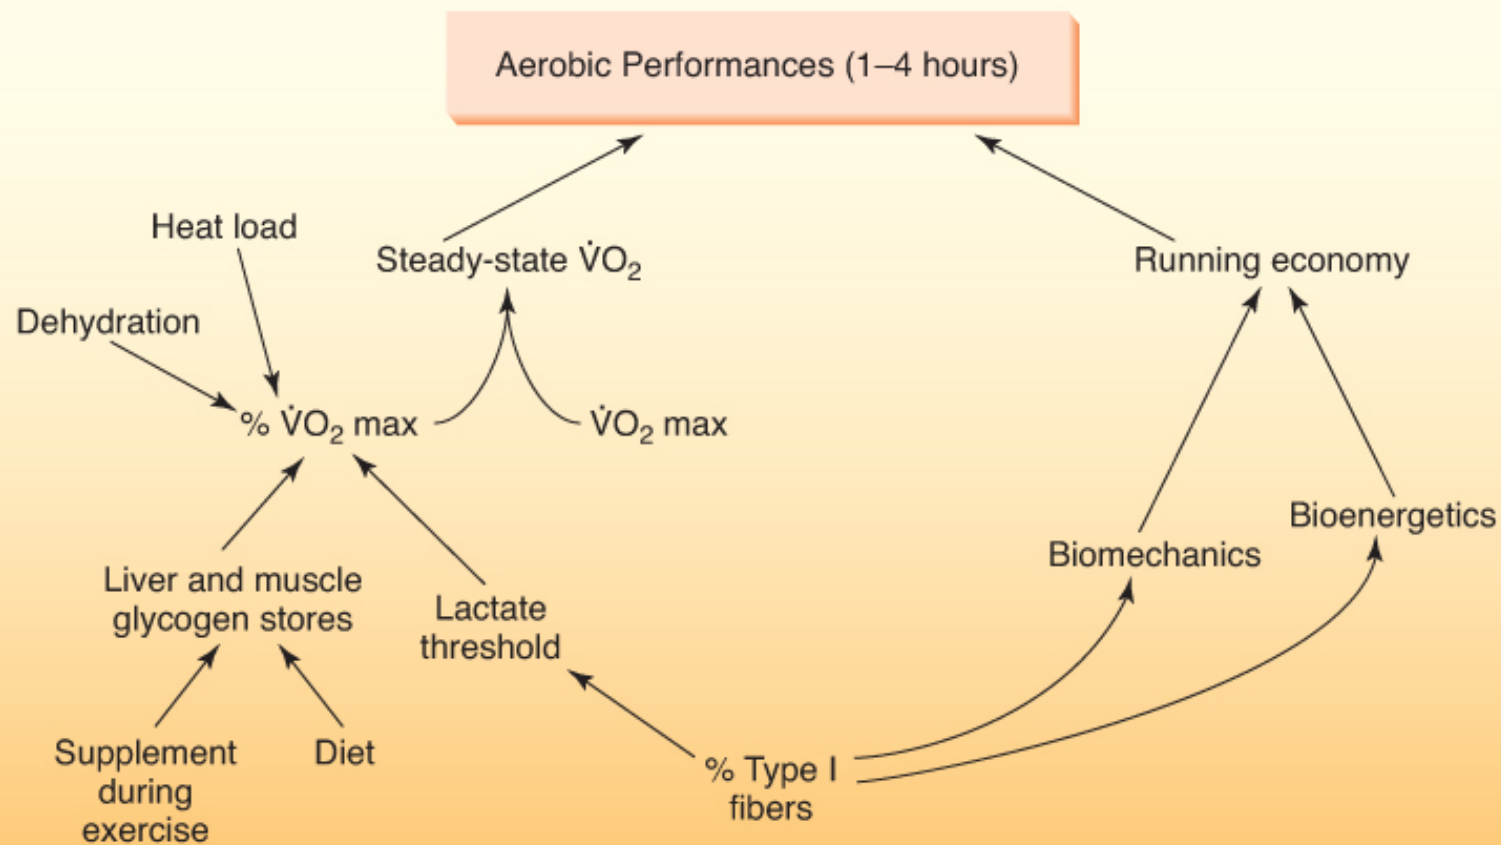 Aerobic Performances (1–4 hours)
Heat load
Steady-state V̇O₂
Running economy
Dehydration
% V̇O₂ max
V̇O₂ max
Bioenergetics
Biomechanics
Liver and muscle
glycogen stores
Lactate
threshold
Supplement
during
exercise
Diet
% Type I
fibers